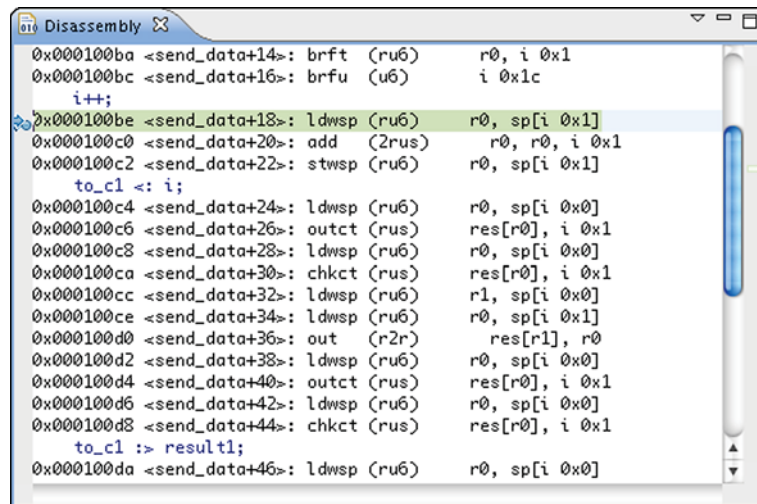 010 Disassembly
0x000100ba <send_data+14>: brft (ru6) r0, i 0x1
0x000100bc <send_data+16>: brfu (u6) i 0x1c
i++;
0x000100be <send_data+18>: ldwsp (ru6) r0, sp[i 0x1]
0x000100c0 <send_data+20>: add (2rus) r0, r0, i 0x1
0x000100c2 <send_data+22>: stwsp (ru6) r0, sp[i 0x1]
to_c1 <: i;
0x000100c4 <send_data+24>: ldwsp (ru6) r0, sp[i 0x0]
0x000100c6 <send_data+26>: outct (rus) res[r0], i 0x1
0x000100c8 <send_data+28>: ldwsp (ru6) r0, sp[i 0x0]
0x000100ca <send_data+30>: chkct (rus) res[r0], i 0x1
0x000100cc <send_data+32>: ldwsp (ru6) r1, sp[i 0x0]
0x000100ce <send_data+34>: ldwsp (ru6) r0, sp[i 0x1]
0x000100d0 <send_data+36>: out (r2r) res[r1], r0
0x000100d2 <send_data+38>: ldwsp (ru6) r0, sp[i 0x0]
0x000100d4 <send_data+40>: outct (rus) res[r0], i 0x1
0x000100d6 <send_data+42>: ldwsp (ru6) r0, sp[i 0x0]
0x000100d8 <send_data+44>: chkct (rus) res[r0], i 0x1
to_c1 :> result1;
0x000100da <send_data+46>: ldwsp (ru6) r0, sp[i 0x0]